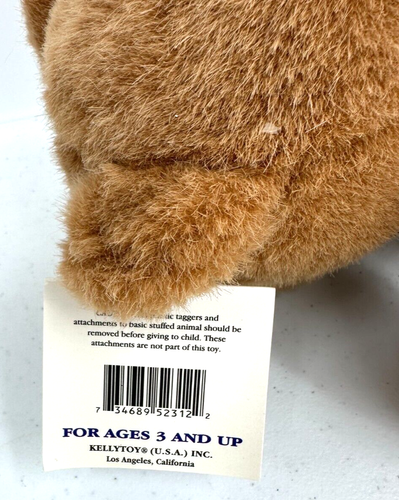 taggers and
attachments to basic stuffed animal should be
removed before giving to child. These
attachments are not part of this toy.
7 34689 52312 2
FOR AGES 3 AND UP
KELLYTOY® (U.S.A.) INC.
Los Angeles, California